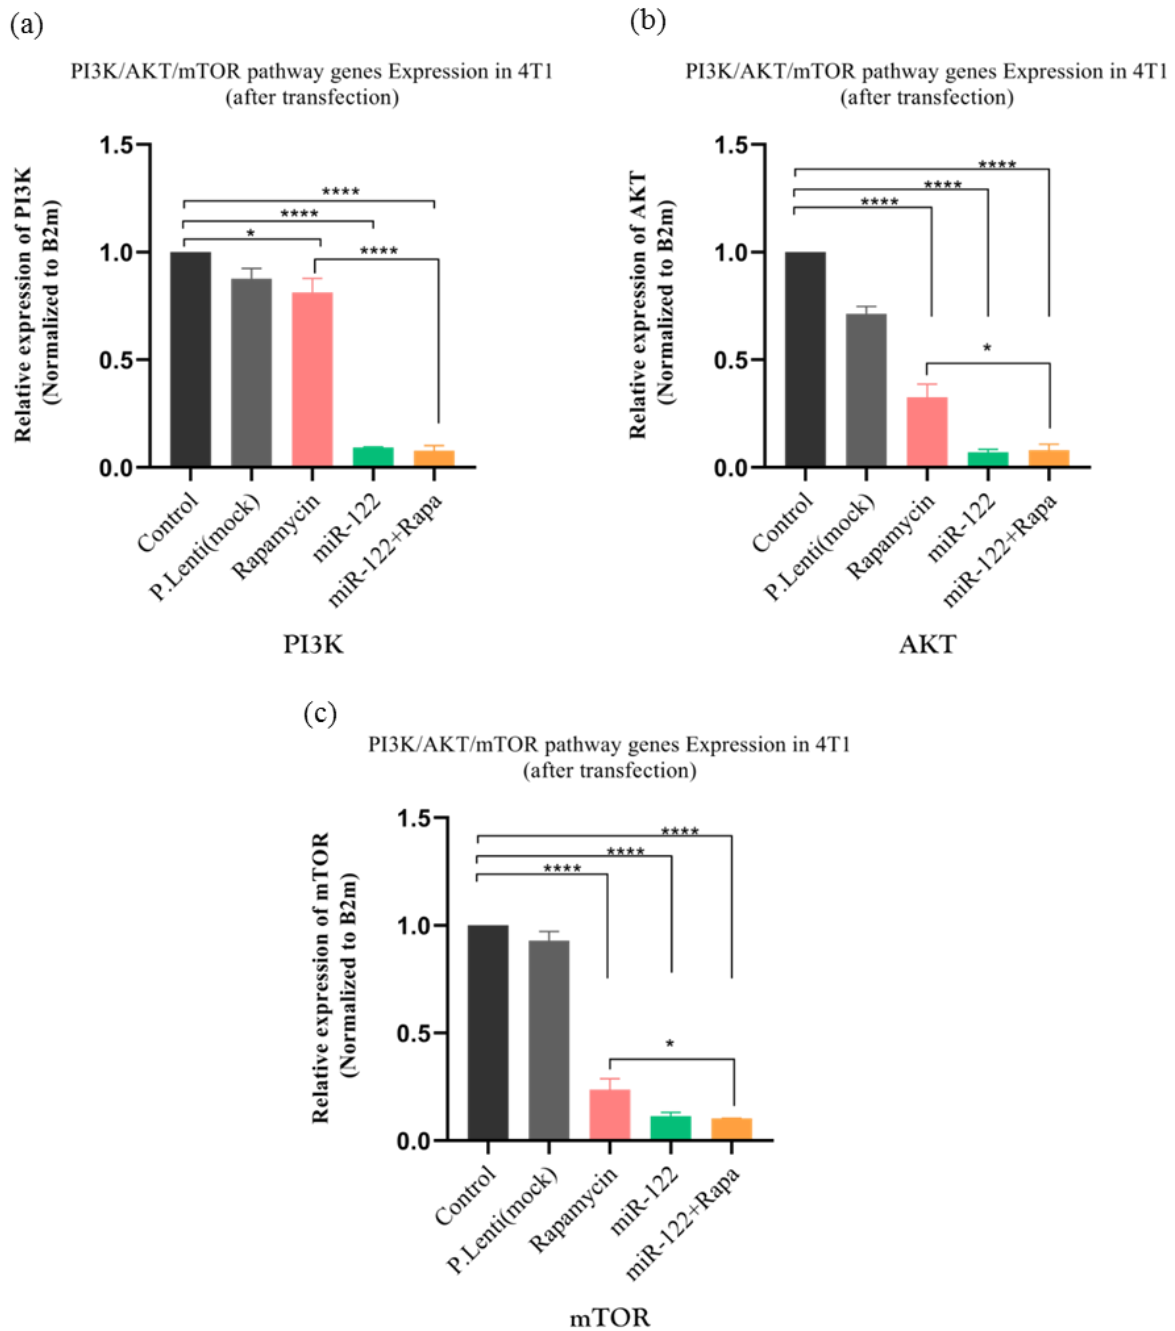 (a)
PI3K/AKT/mTOR pathway genes Expression in 4T1
(after transfection)
Relative expression of PI3K
(Normalized to B2m)
1.5
1.0
0.5
0.0
****
****
*
****
Control
P.Lenti(mock)
Rapamycin
miR-122
miR-122+Rapa
PI3K
(b)
PI3K/AKT/mTOR pathway genes Expression in 4T1
(after transfection)
Relative expression of AKT
(Normalized to B2m)
1.5
1.0
0.5
0.0
****
****
****
*
Control
P.Lenti(mock)
Rapamycin
miR-122
miR-122+Rapa
AKT
(c)
PI3K/AKT/mTOR pathway genes Expression in 4T1
(after transfection)
Relative expression of mTOR
(Normalized to B2m)
1.5
1.0
0.5
0.0
****
****
****
*
Control
P.Lenti(mock)
Rapamycin
miR-122
miR-122+Rapa
mTOR